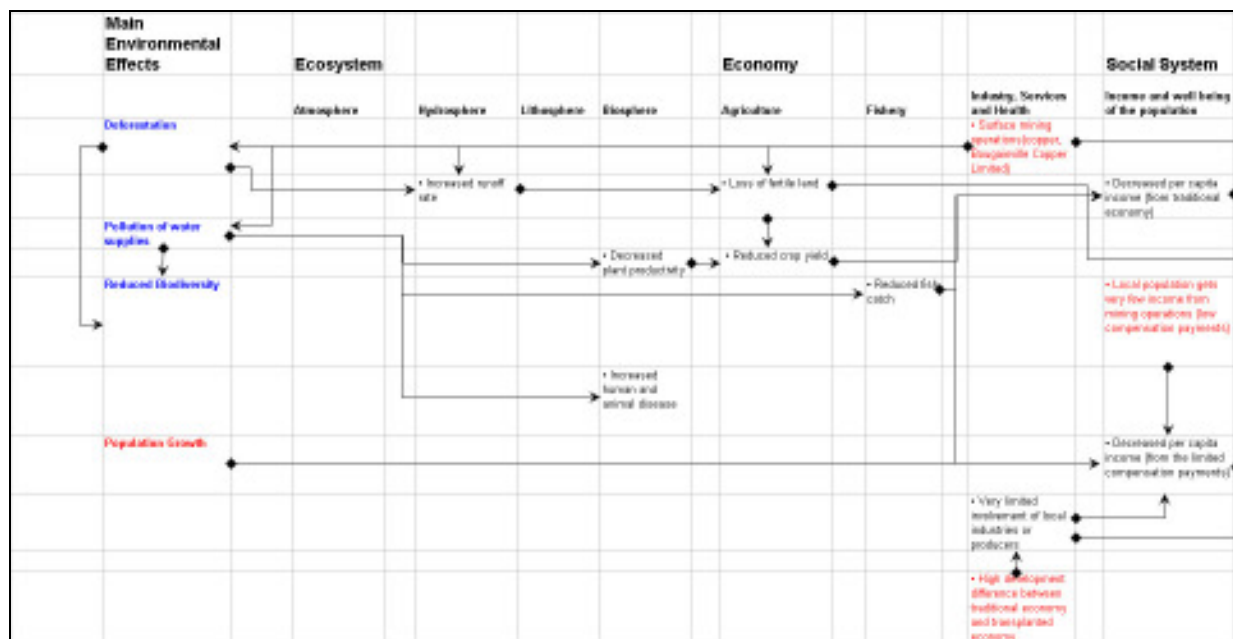 Main
Environmental
Effects
Ecosystem
Economy
Social System
Atmosphere
Hydrosphere
Lithosphere
Biosphere
Agriculture
Fishery
Industry, Services
and Health
Income and well being
of the population
Deforestation
• Surface mining
operations(copper,
Bougainville Copper
Limited)
• Increased runoff
rate
• Loss of fertile land
• Decreased per capita
income (from traditional
economy)
Pollution of water
supplies
• Decreased
plant productivity
• Reduced crop yield
Reduced Biodiversity
• Reduced fish
catch
• Local population gets
very few income from
mining operations (low
compensation payments)
• Increased
human and
animal disease
Population Growth
• Decreased per capita
income (from the limited
compensation payments)
• Very limited
involvement of local
industries or
producers
• High development
difference between
traditional economy
and transplanted
economy